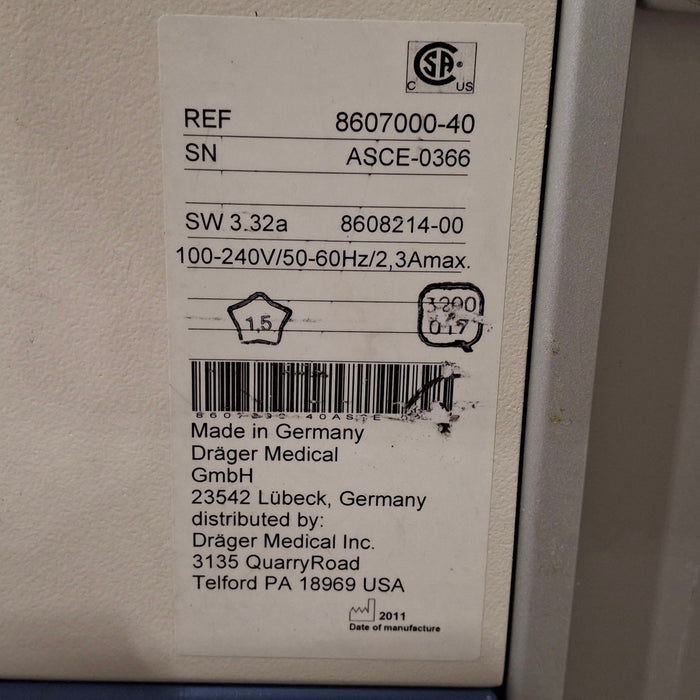 CSA®
C US
REF 8607000-40
SN ASCE-0366
SW 3.32a 8608214-00
100-240V/50-60Hz/2,3Amax.
1,5
Made in Germany
Dräger Medical
GmbH
23542 Lübeck, Germany
distributed by:
Dräger Medical Inc.
3135 QuarryRoad
Telford PA 18969 USA
2011
Date of manufacture